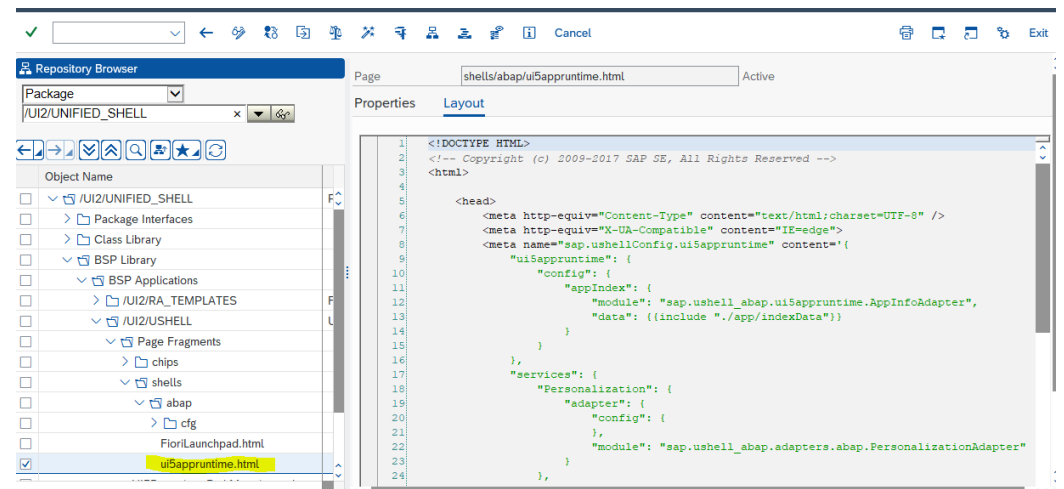 Cancel
Exit
Repository Browser
Package
/UI2/UNIFIED_SHELL
Object Name
/UI2/UNIFIED_SHELL
Package Interfaces
Class Library
BSP Library
BSP Applications
/UI2/RA_TEMPLATES
/UI2/USHELL
Page Fragments
chips
shells
abap
cfg
FioriLaunchpad.html
ui5appruntime.html
Page shells/abap/ui5appruntime.html Active
Properties Layout
1 <!DOCTYPE HTML>
2 <!-- Copyright (c) 2009-2017 SAP SE, All Rights Reserved -->
3 <html>
4
5 <head>
6 <meta http-equiv="Content-Type" content="text/html;charset=UTF-8" />
7 <meta http-equiv="X-UA-Compatible" content="IE=edge">
8 <meta name="sap.ushellConfig.ui5appruntime" content='{
9 "ui5appruntime": {
10 "config": {
11 "appIndex": {
12 "module": "sap.ushell_abap.ui5appruntime.AppInfoAdapter",
13 "data": {{include "./app/indexData"}}
14 }
15 }
16 },
17 "services": {
18 "Personalization": {
19 "adapter": {
20 "config": {
21 },
22 "module": "sap.ushell_abap.adapters.abap.PersonalizationAdapter"
23 }
24 },